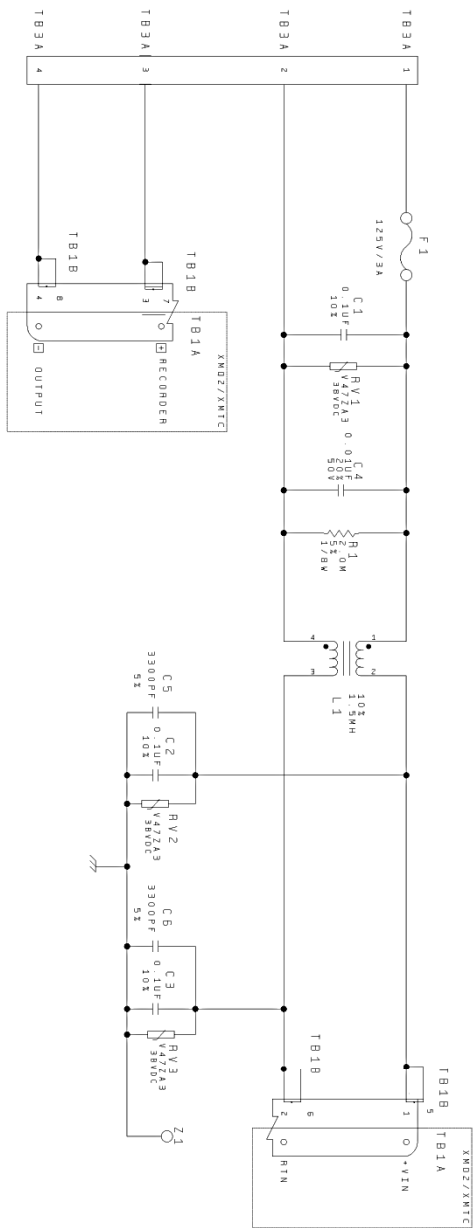 TB3A
TB3A
TB3A
TB3A
4
3
2
1
F1
125V/3A
TB1B
TB1B
4
8
3
7
TB1A
- OUTPUT
+ RECORDER
XMD2/XMTC
C1
0.1UF
10%
RV1
V47ZA3
38VDC
C4
0.01UF
20%
50V
R1
2.0M
5%
1/8W
4
3
1
2
L1
1.5MH
10%
C5
3300PF
5%
C2
0.1UF
10%
RV2
V47ZA3
38VDC
C6
3300PF
5%
C3
0.1UF
10%
RV3
V47ZA3
38VDC
Z1
TB1B
TB1B
2
6
1
5
TB1A
RTN
+VIN
XMD2/XMTC